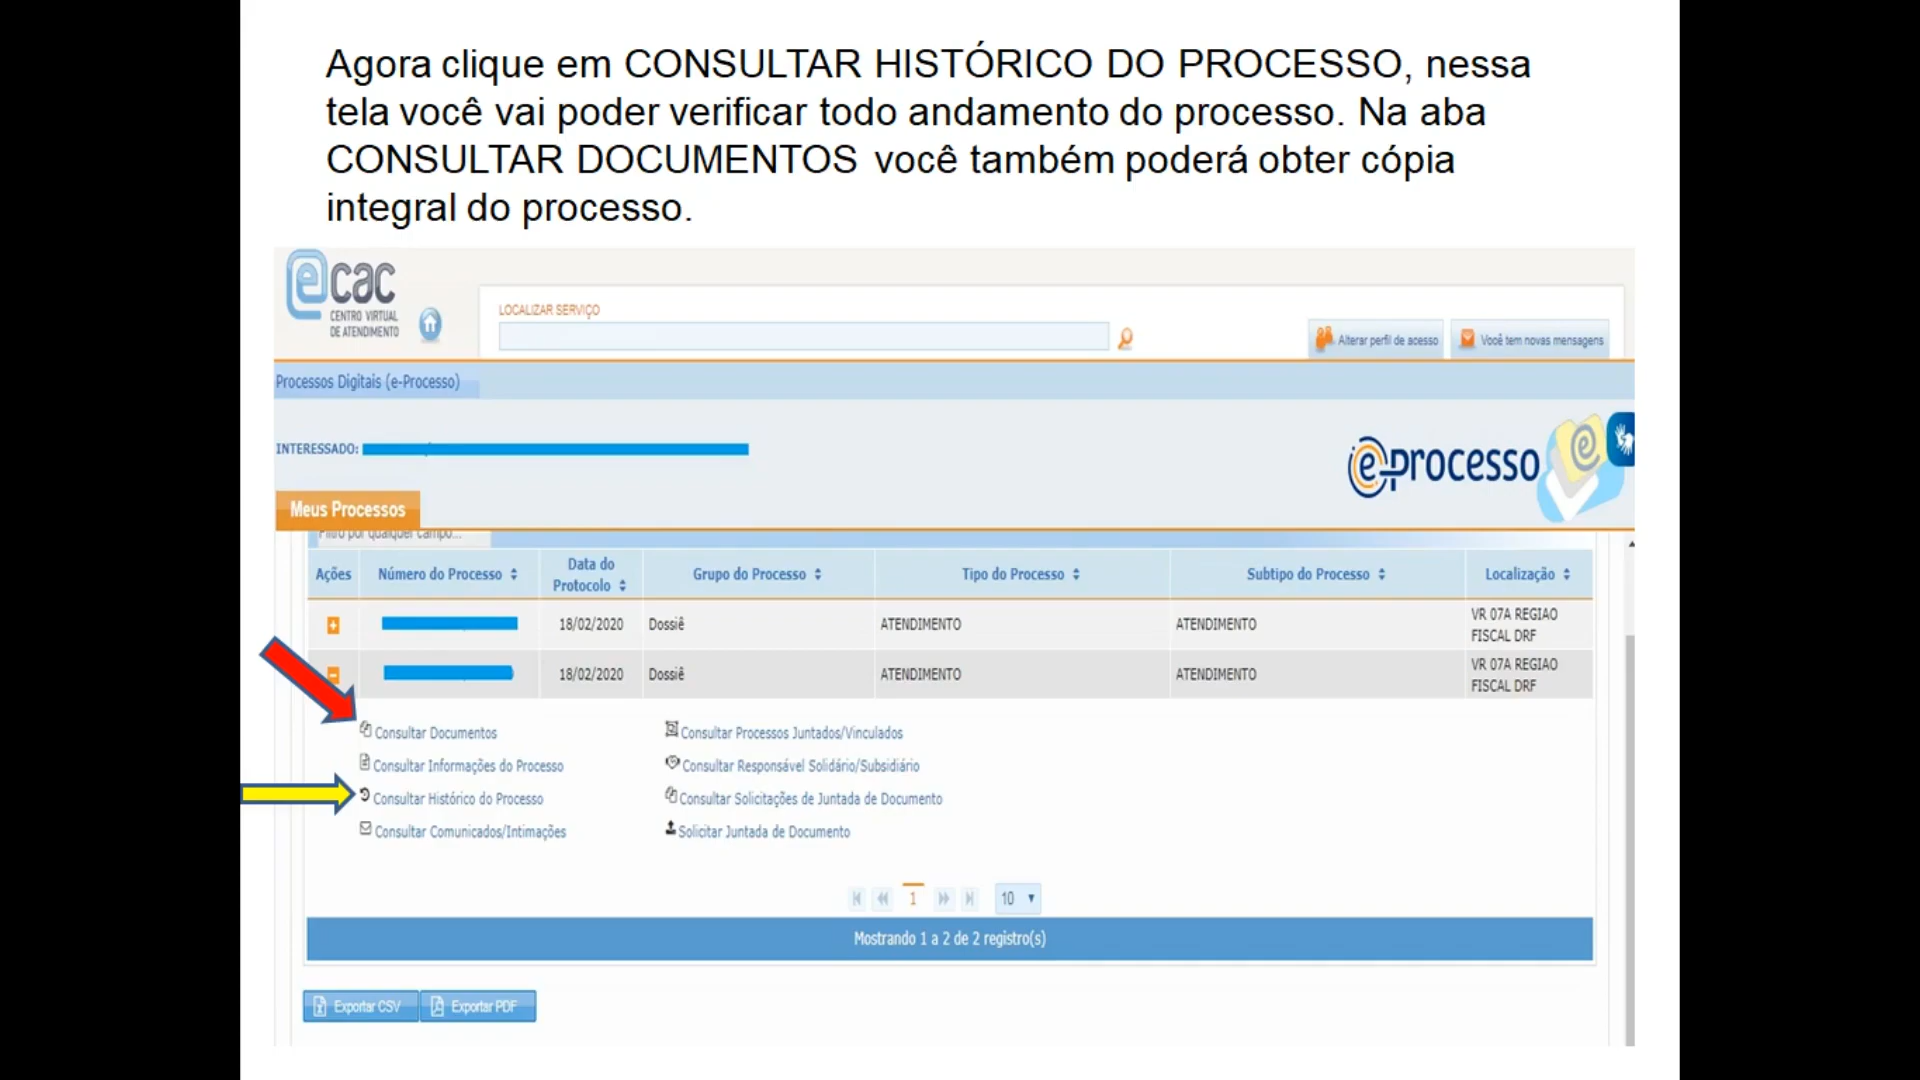 Agora clique em CONSULTAR HISTÓRICO DO PROCESSO, nessa
tela você vai poder verificar todo andamento do processo. Na aba
CONSULTAR DOCUMENTOS você também poderá obter cópia
integral do processo.
ecac
CENTRO VIRTUAL
DE ATENDIMENTO
LOCALIZAR SERVIÇO
Alterar perfil de acesso
Você tem novas mensagens
Processos Digitais (e-Processo)
INTERESSADO:
e-processo
Meus Processos
Filtro por qualquer campo...
Ações Número do Processo Data do Protocolo Grupo do Processo Tipo do Processo Subtipo do Processo Localização
18/02/2020 Dossiê ATENDIMENTO ATENDIMENTO VR 07A REGIAO FISCAL DRF
18/02/2020 Dossiê ATENDIMENTO ATENDIMENTO VR 07A REGIAO FISCAL DRF
Consultar Documentos Consultar Processos Juntados/Vinculados
Consultar Informações do Processo Consultar Responsável Solidário/Subsidiário
Consultar Histórico do Processo Consultar Solicitações de Juntada de Documento
Consultar Comunicados/Intimações Solicitar Juntada de Documento
1 10
Mostrando 1 a 2 de 2 registro(s)
Exportar CSV Exportar PDF